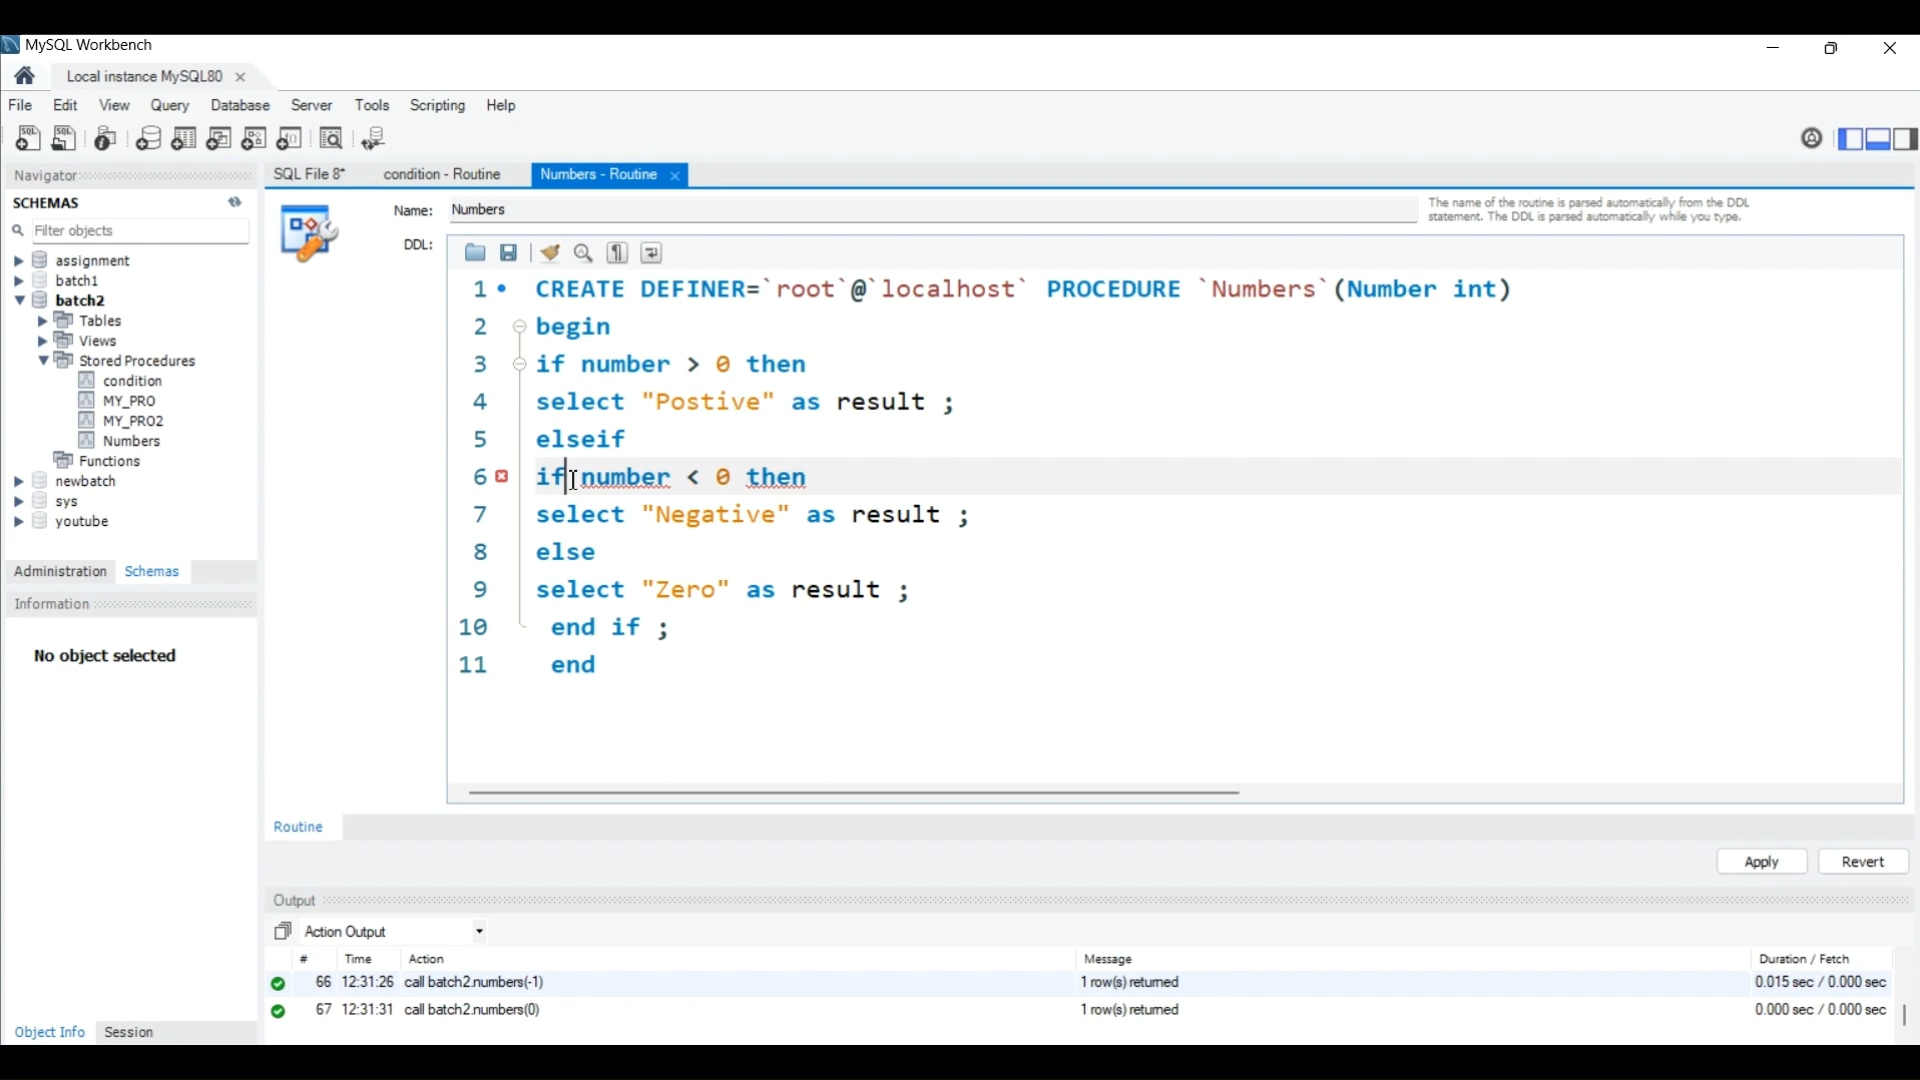 MySQL Workbench
Local instance MySQL80
File Edit View Query Database Server Tools Scripting Help
Navigator
SCHEMAS
Filter objects
assignment
batch1
batch2
Tables
Views
Stored Procedures
condition
MY_PRO
MY_PRO2
Numbers
Functions
newbatch
sys
youtube
Administration Schemas
Information
No object selected
Object Info Session
SQL File 8* condition - Routine Numbers - Routine
Name: Numbers
The name of the routine is parsed automatically from the DDL
statement. The DDL is parsed automatically while you type.
DDL:
1 CREATE DEFINER=`root`@`localhost` PROCEDURE `Numbers`(Number int)
2 begin
3 if number > 0 then
4 select "Postive" as result ;
5 elseif
6 if number < 0 then
7 select "Negative" as result ;
8 else
9 select "Zero" as result ;
10 end if ;
11 end
Routine
Apply Revert
Output
Action Output
# Time Action Message Duration / Fetch
66 12:31:26 call batch2.numbers(-1) 1 row(s) returned 0.015 sec / 0.000 sec
67 12:31:31 call batch2.numbers(0) 1 row(s) returned 0.000 sec / 0.000 sec